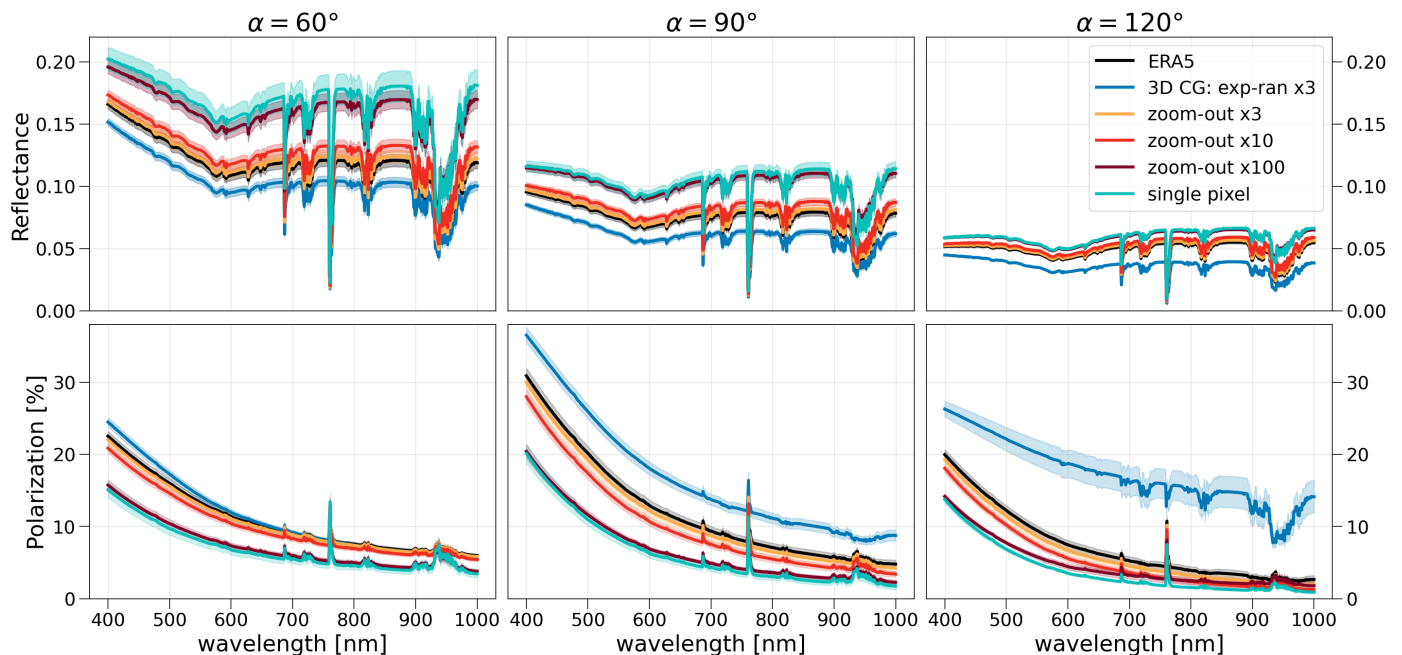 α = 60°
α = 90°
α = 120°
Reflectance
0.20
0.15
0.10
0.05
0.00
ERA5
3D CG: exp-ran x3
zoom-out x3
zoom-out x10
zoom-out x100
single pixel
0.20
0.15
0.10
0.05
0.00
Polarization [%]
30
20
10
0
30
20
10
0
400 500 600 700 800 900 1000
400 500 600 700 800 900 1000
400 500 600 700 800 900 1000
wavelength [nm]
wavelength [nm]
wavelength [nm]